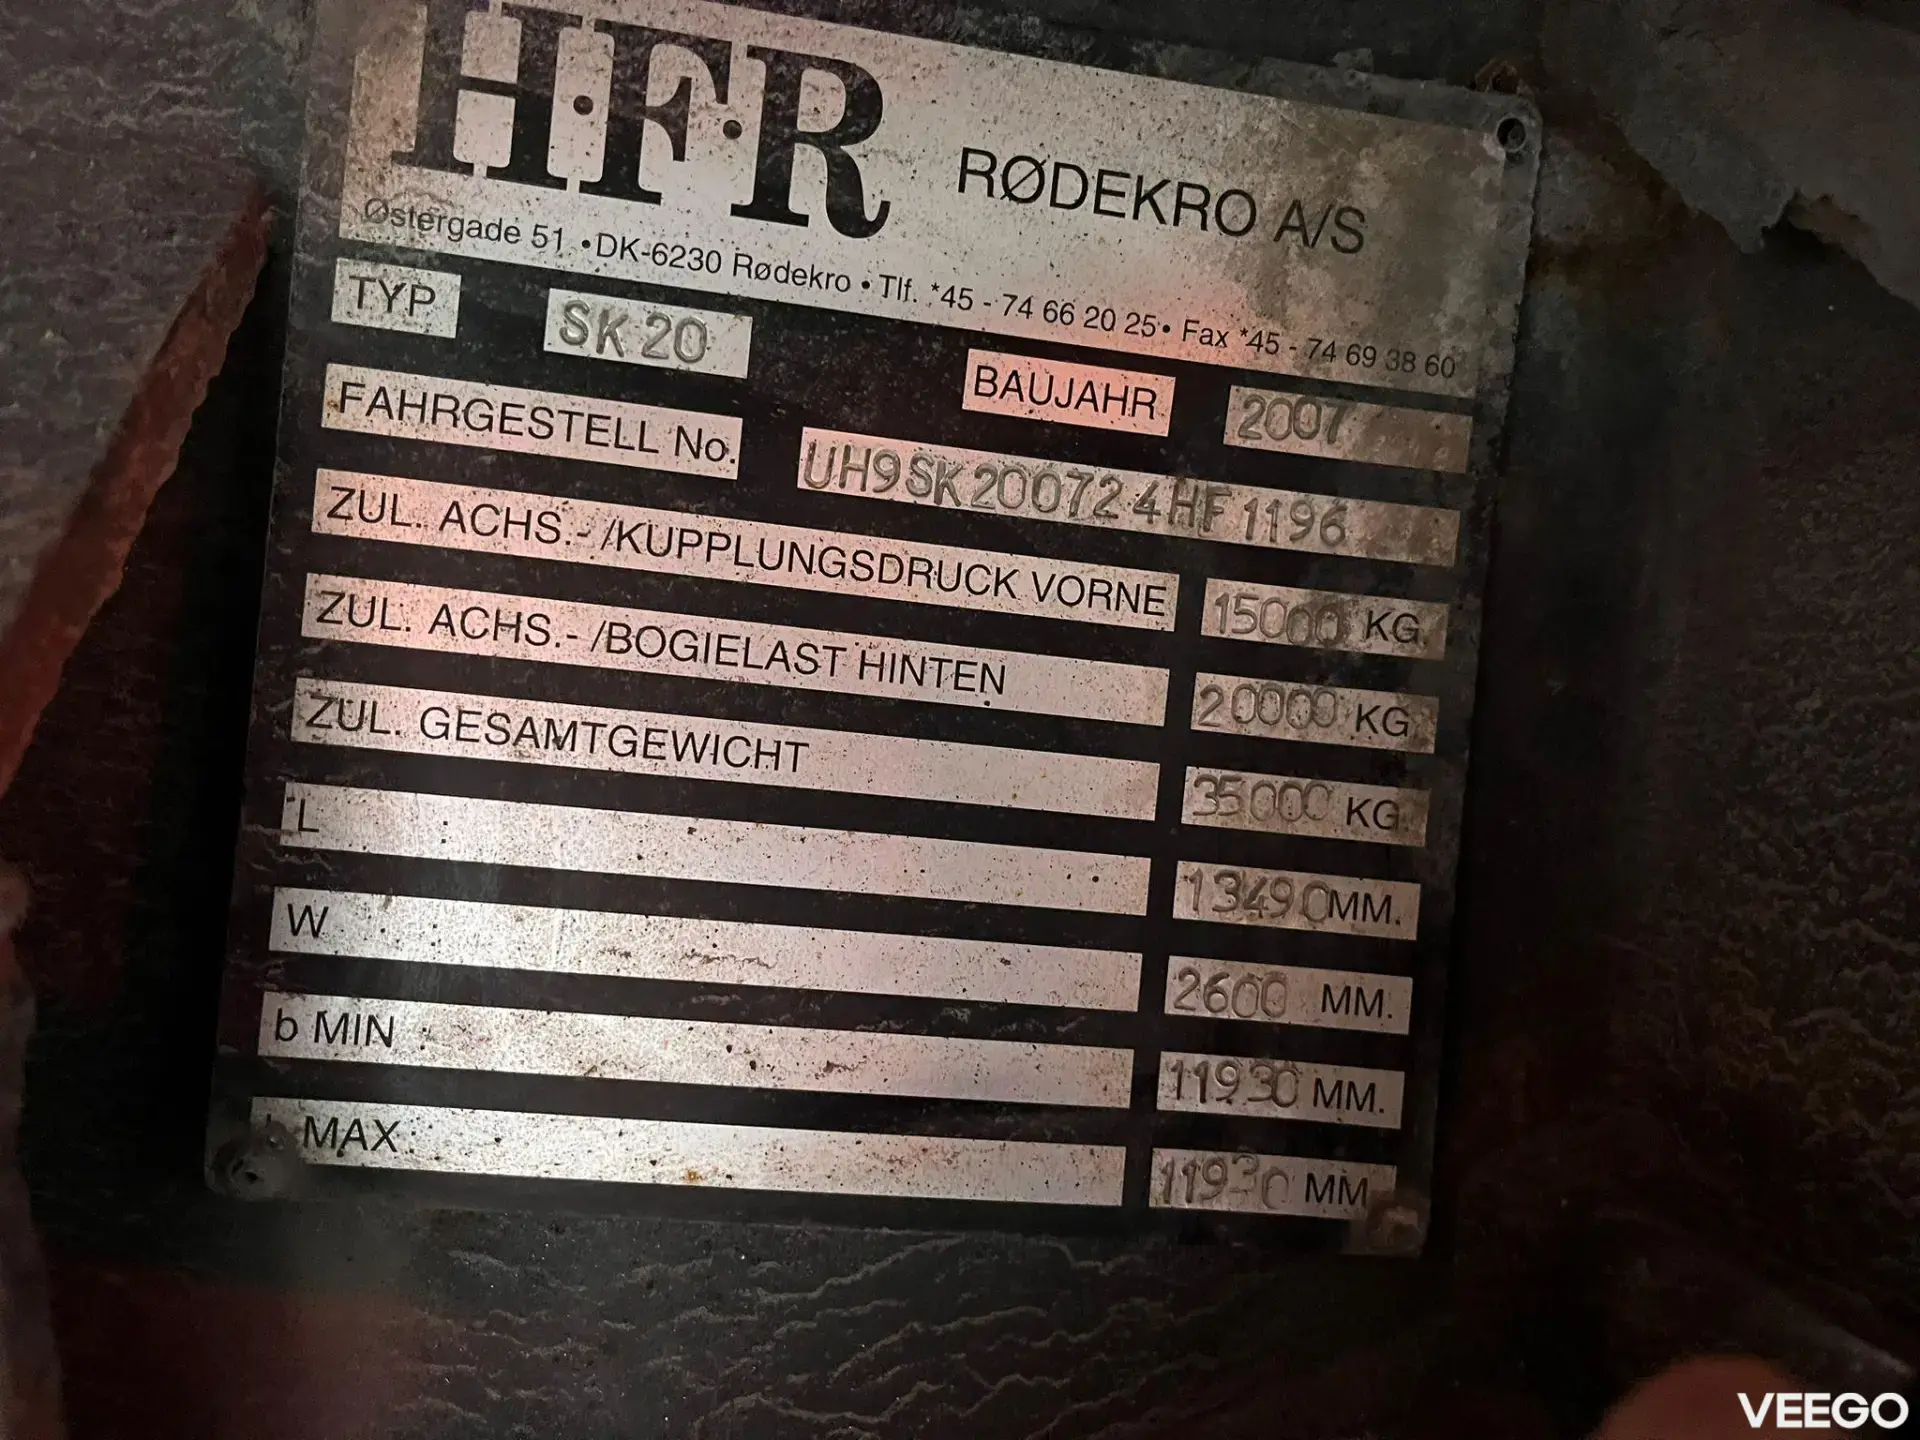 H·F·R RØDEKRO A/S
Østergade 51 • DK-6230 Rødekro • Tlf. *45 - 74 66 20 25 • Fax *45 - 74 69 38 60
TYP SK 20 BAUJAHR 2007
FAHRGESTELL No. UH9SK200724HF1196
ZUL. ACHS.- /KUPPLUNGSDRUCK VORNE 15000 KG
ZUL. ACHS.- /BOGIELAST HINTEN 20000 KG
ZUL. GESAMTGEWICHT 35000 KG
L 13490 MM.
W 2600 MM.
b MIN 11930 MM.
MAX 11930 MM
VEEGO